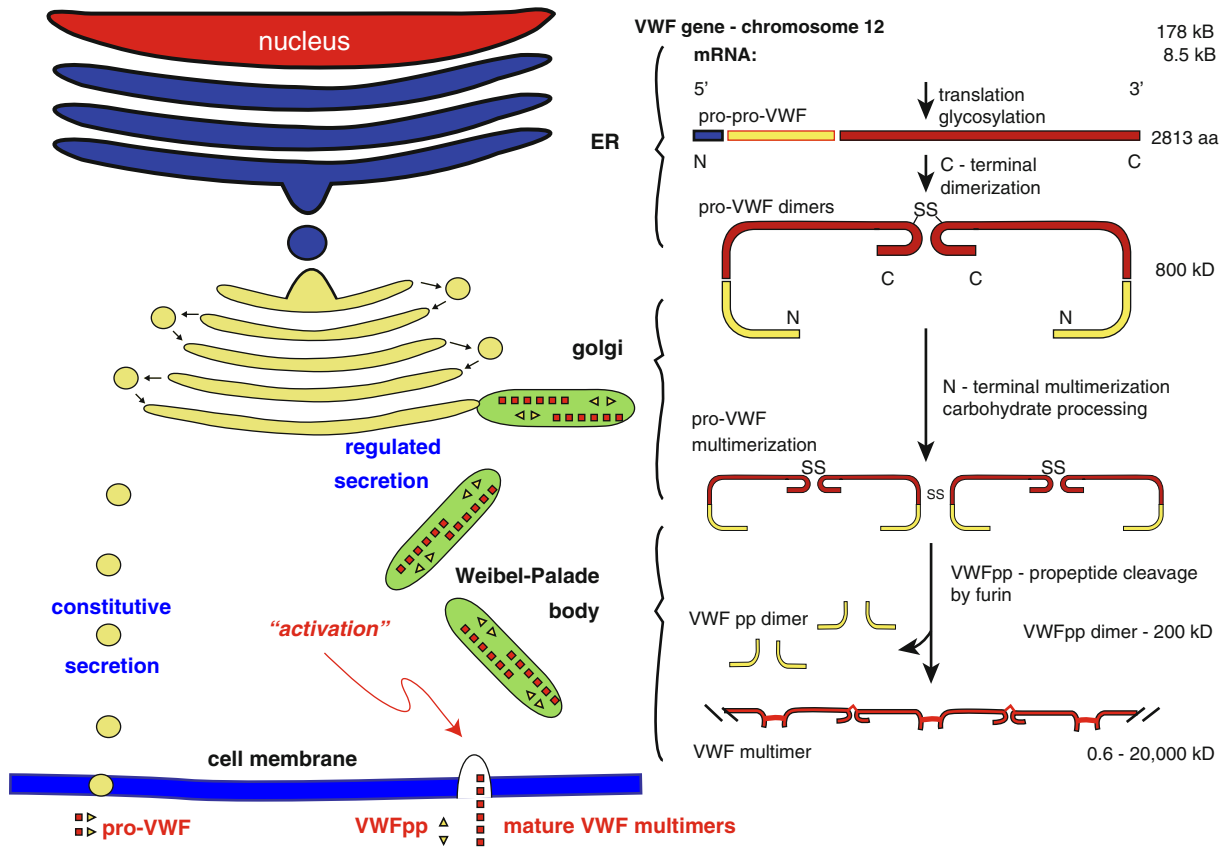 nucleus
VWF gene - chromosome 12
178 kB
mRNA:
8.5 kB
5’
3’
translation
glycosylation
pro-pro-VWF
ER
2813 aa
N
C
C - terminal
dimerization
SS
pro-VWF dimers
C
C
800 kD
N
N
golgi
N - terminal multimerization
carbohydrate processing
pro-VWF
multimerization
regulated
secretion
SS
SS
SS
Weibel-Palade
body
VWFpp - propeptide cleavage
by furin
constitutive
secretion
“activation”
VWF pp dimer
VWFpp dimer - 200 kD
cell membrane
VWF multimer
0.6 - 20,000 kD
pro-VWF
VWFpp
mature VWF multimers